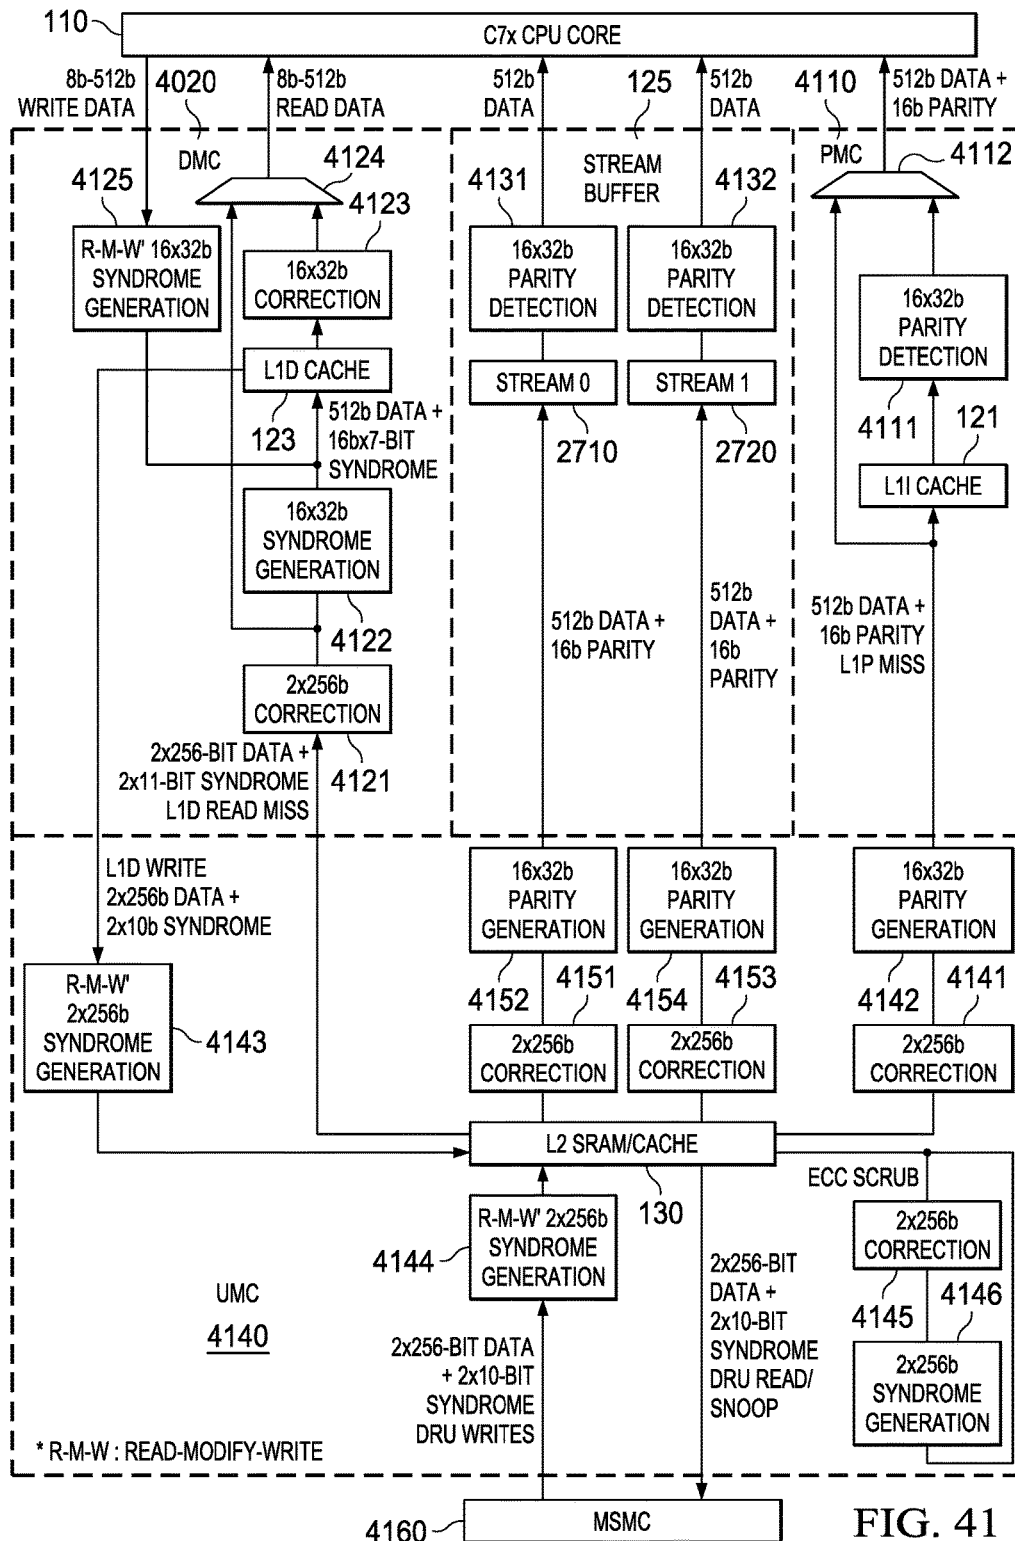 110
C7x CPU CORE
8b-512b
WRITE DATA
4020
8b-512b
READ DATA
512b
DATA
125
512b
DATA
4110
512b DATA +
16b PARITY
DMC
4124
4125
4123
4131
STREAM
BUFFER
4132
PMC
4112
R-M-W' 16x32b
SYNDROME
GENERATION
16x32b
CORRECTION
16x32b
PARITY
DETECTION
16x32b
PARITY
DETECTION
16x32b
PARITY
DETECTION
L1D CACHE
STREAM 0
STREAM 1
123
512b DATA +
16bx7-BIT
SYNDROME
2710
2720
4111
121
L1I CACHE
16x32b
SYNDROME
GENERATION
4122
512b DATA +
16b PARITY
512b
DATA +
16b
PARITY
512b DATA +
16b PARITY
L1P MISS
2x256b
CORRECTION
2x256-BIT DATA +
2x11-BIT SYNDROME
L1D READ MISS
4121
L1D WRITE
2x256b DATA +
2x10b SYNDROME
16x32b
PARITY
GENERATION
16x32b
PARITY
GENERATION
16x32b
PARITY
GENERATION
4152
4151
4154
4153
4142
4141
R-M-W'
2x256b
SYNDROME
GENERATION
4143
2x256b
CORRECTION
2x256b
CORRECTION
2x256b
CORRECTION
L2 SRAM/CACHE
130
ECC SCRUB
R-M-W' 2x256b
SYNDROME
GENERATION
4144
2x256b
CORRECTION
4145
4146
2x256-BIT
DATA +
2x10-BIT
SYNDROME
DRU READ/
SNOOP
UMC
4140
2x256-BIT DATA
+ 2x10-BIT
SYNDROME
DRU WRITES
2x256b
SYNDROME
GENERATION
* R-M-W : READ-MODIFY-WRITE
4160
MSMC
FIG. 41